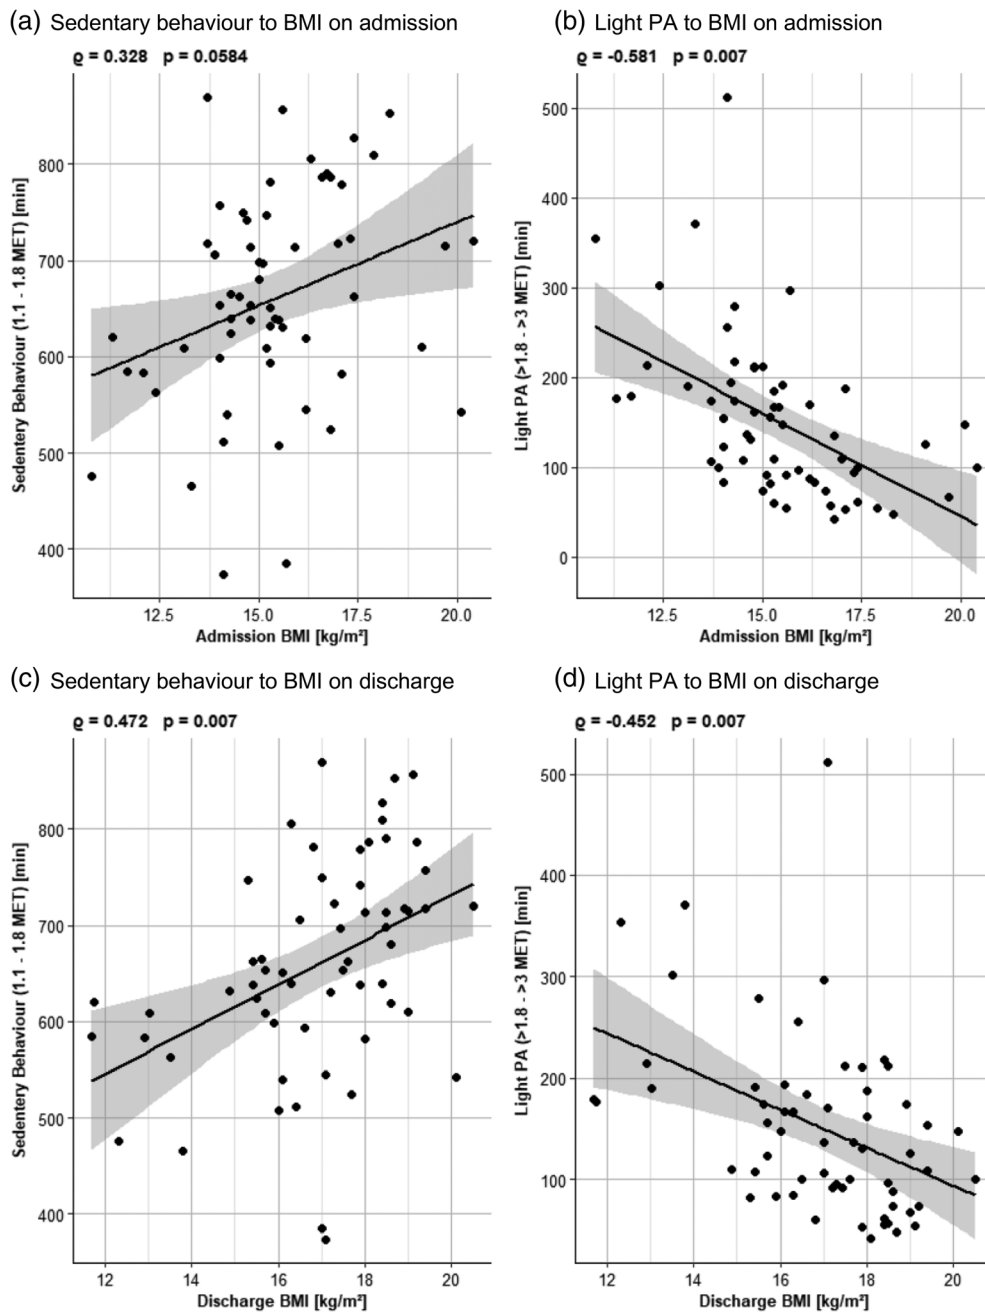 (a) Sedentary behaviour to BMI on admission
ϱ = 0.328 p = 0.0584
800
700
600
500
400
Sedentery Behaviour (1.1 - 1.8 MET) [min]
12.5 15.0 17.5 20.0
Admission BMI [kg/m²]
(b) Light PA to BMI on admission
ϱ = -0.581 p = 0.007
500
400
300
200
100
0
Light PA (>1.8 - >3 MET) [min]
12.5 15.0 17.5 20.0
Admission BMI [kg/m²]
(c) Sedentary behaviour to BMI on discharge
ϱ = 0.472 p = 0.007
800
700
600
500
400
Sedentery Behaviour (1.1 - 1.8 MET) [min]
12 14 16 18 20
Discharge BMI [kg/m²]
(d) Light PA to BMI on discharge
ϱ = -0.452 p = 0.007
500
400
300
200
100
Light PA (>1.8 - >3 MET) [min]
12 14 16 18 20
Discharge BMI [kg/m²]